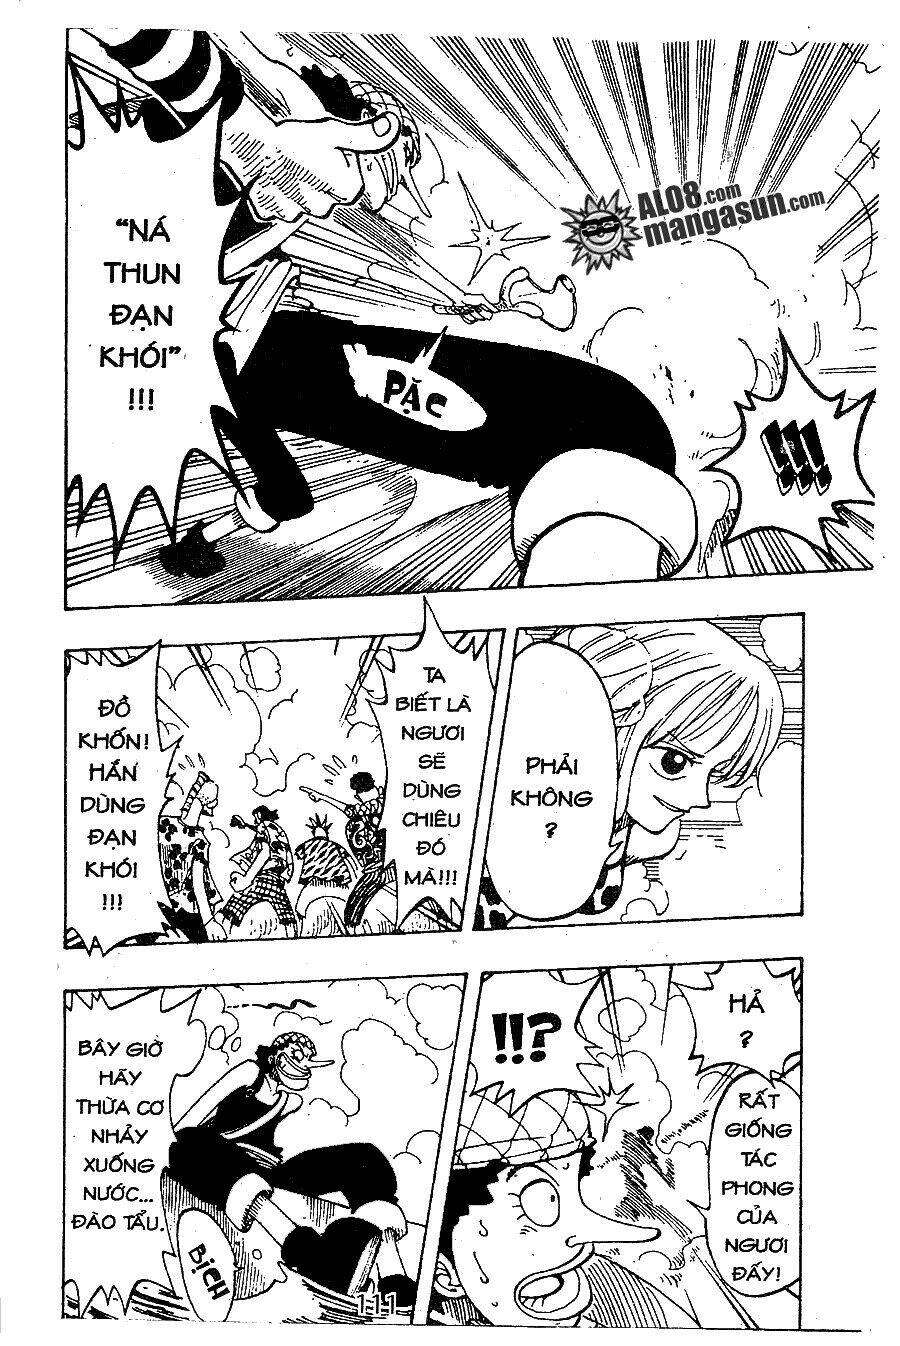 “NÁ
THUN
ĐẠN
KHÓI”
!!!
AL08.com
mangasun.com
PẶC
!!!
ĐỒ
KHỐN!
HẮN
DÙNG
ĐẠN
KHÓI
!!!
TA
BIẾT LÀ
NGƯƠI
SẼ
DÙNG
CHIÊU
ĐÓ
MÀ!!!
PHẢI
KHÔNG
?
BÂY GIỜ
HÃY
THỪA CƠ
NHẢY
XUỐNG
NƯỚC...
ĐÀO TẨU.
BỊCH
!!?
HẢ
?
RẤT
GIỐNG
TÁC
PHONG
CỦA
NGƯƠI
ĐẤY!
111